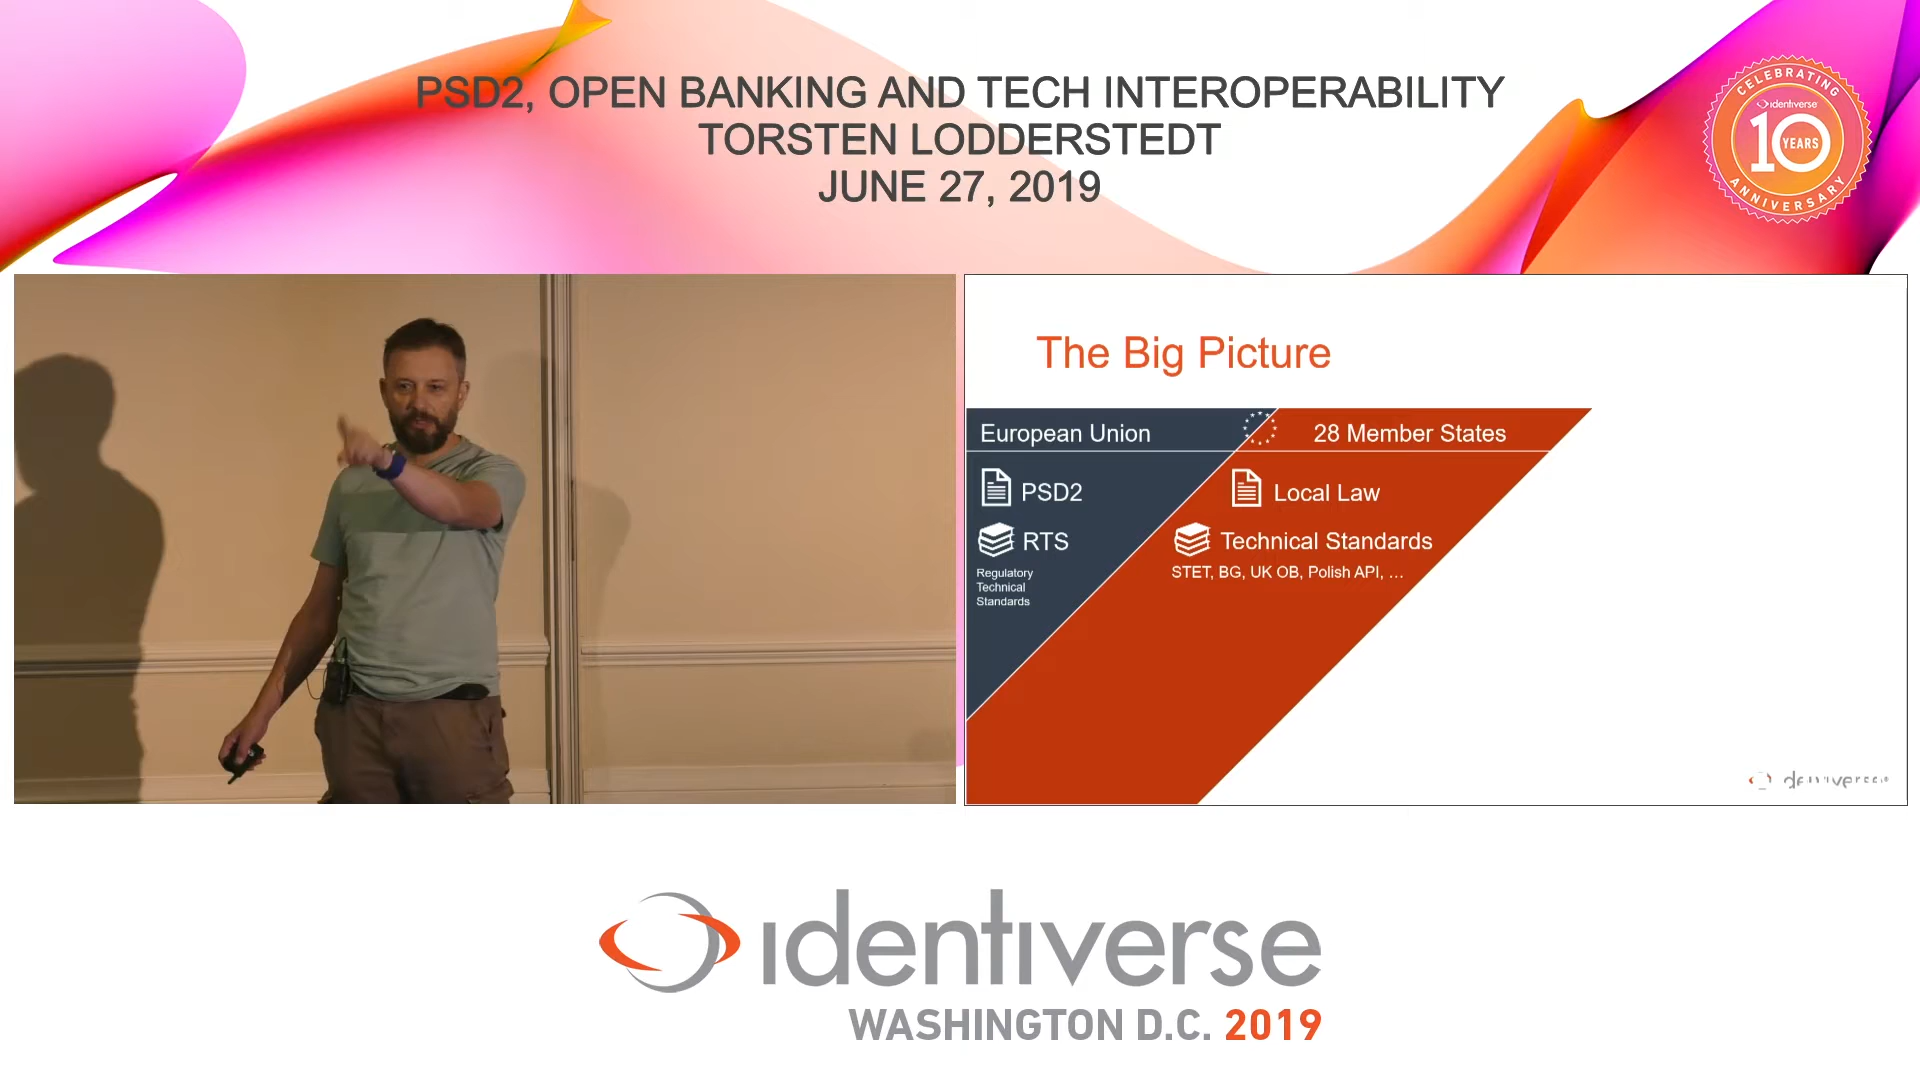 PSD2, OPEN BANKING AND TECH INTEROPERABILITY
TORSTEN LODDERSTEDT
JUNE 27, 2019
CELEBRATING
identiverse
10
YEARS
ANNIVERSARY
The Big Picture
European Union
28 Member States
PSD2
Local Law
RTS
Technical Standards
Regulatory
Technical
Standards
STET, BG, UK OB, Polish API, ...
identiverse
identiverse
WASHINGTON D.C. 2019